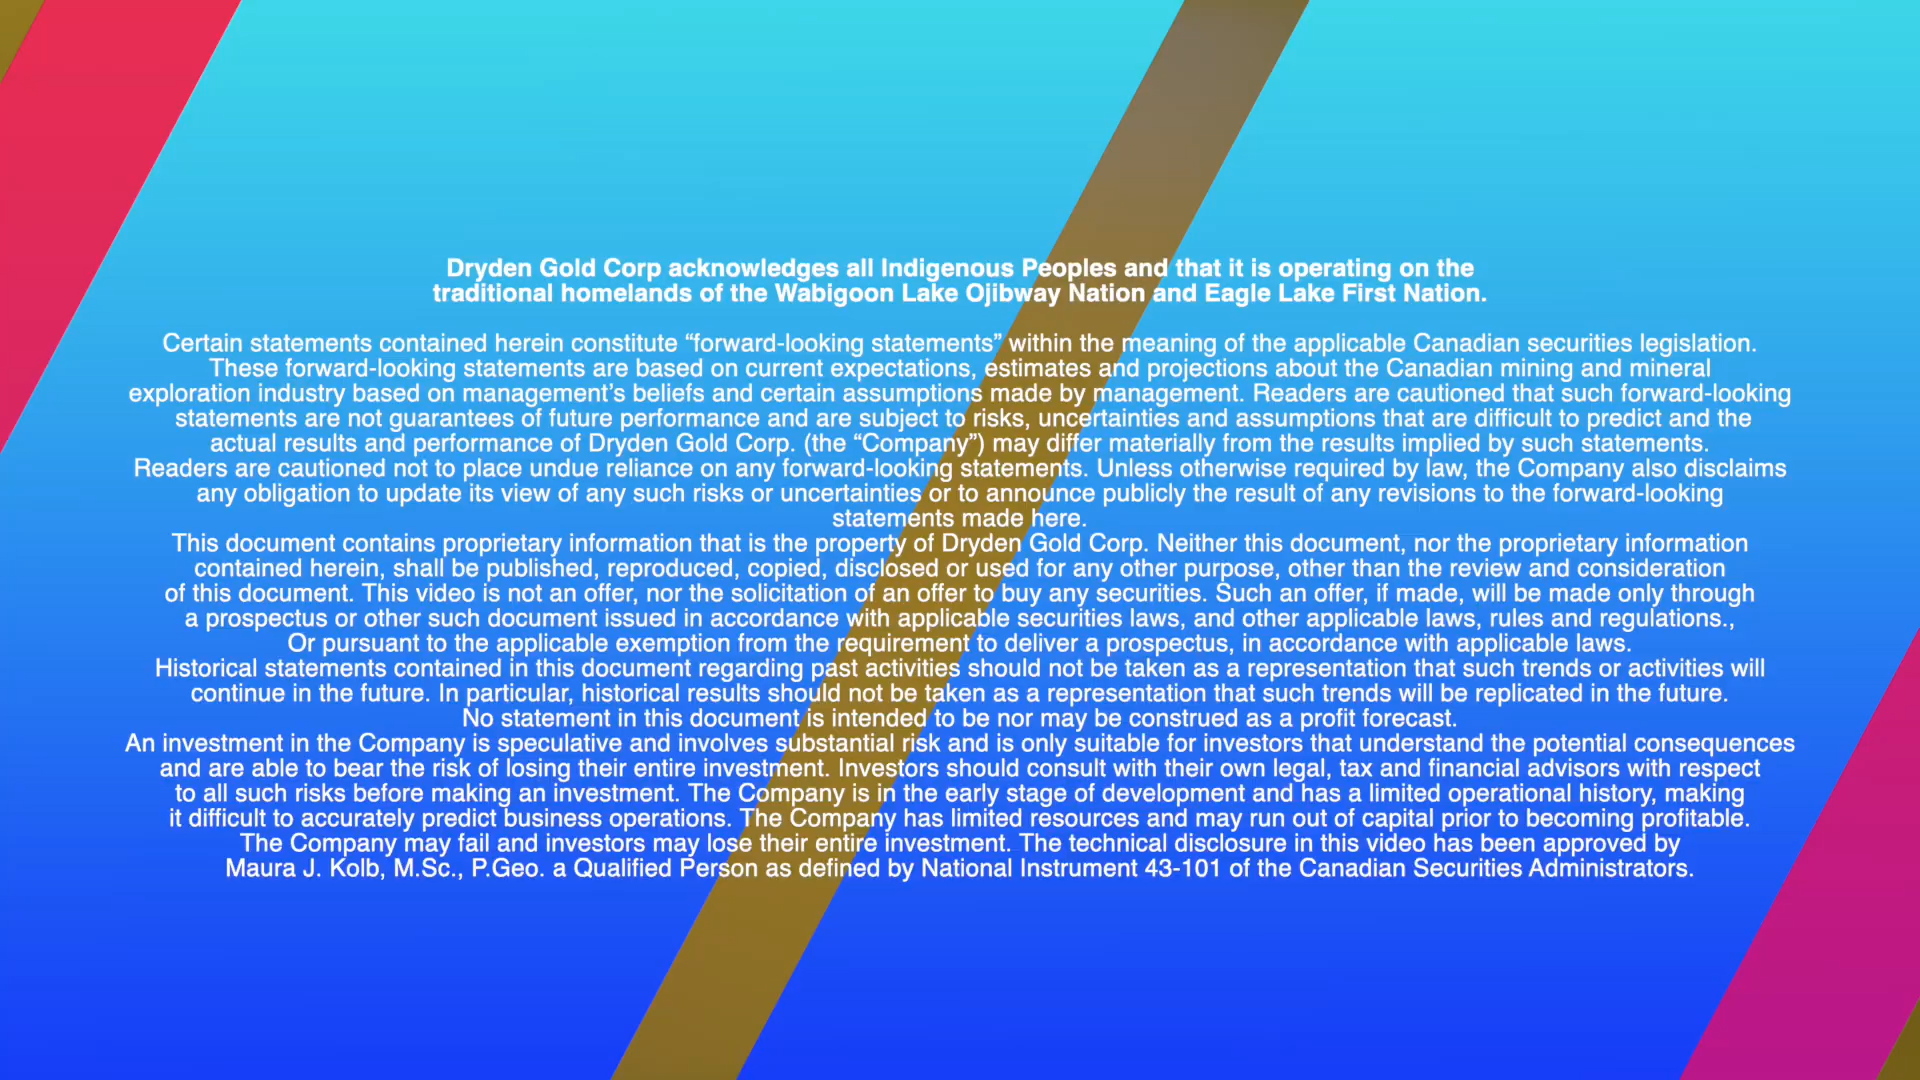 Dryden Gold Corp acknowledges all Indigenous Peoples and that it is operating on the
traditional homelands of the Wabigoon Lake Ojibway Nation and Eagle Lake First Nation.
Certain statements contained herein constitute “forward-looking statements” within the meaning of the applicable Canadian securities legislation.
These forward-looking statements are based on current expectations, estimates and projections about the Canadian mining and mineral
exploration industry based on management’s beliefs and certain assumptions made by management. Readers are cautioned that such forward-looking
statements are not guarantees of future performance and are subject to risks, uncertainties and assumptions that are difficult to predict and the
actual results and performance of Dryden Gold Corp. (the “Company”) may differ materially from the results implied by such statements.
Readers are cautioned not to place undue reliance on any forward-looking statements. Unless otherwise required by law, the Company also disclaims
any obligation to update its view of any such risks or uncertainties or to announce publicly the result of any revisions to the forward-looking
statements made here.
This document contains proprietary information that is the property of Dryden Gold Corp. Neither this document, nor the proprietary information
contained herein, shall be published, reproduced, copied, disclosed or used for any other purpose, other than the review and consideration
of this document. This video is not an offer, nor the solicitation of an offer to buy any securities. Such an offer, if made, will be made only through
a prospectus or other such document issued in accordance with applicable securities laws, and other applicable laws, rules and regulations.,
Or pursuant to the applicable exemption from the requirement to deliver a prospectus, in accordance with applicable laws.
Historical statements contained in this document regarding past activities should not be taken as a representation that such trends or activities will
continue in the future. In particular, historical results should not be taken as a representation that such trends will be replicated in the future.
No statement in this document is intended to be nor may be construed as a profit forecast.
An investment in the Company is speculative and involves substantial risk and is only suitable for investors that understand the potential consequences
and are able to bear the risk of losing their entire investment. Investors should consult with their own legal, tax and financial advisors with respect
to all such risks before making an investment. The Company is in the early stage of development and has a limited operational history, making
it difficult to accurately predict business operations. The Company has limited resources and may run out of capital prior to becoming profitable.
The Company may fail and investors may lose their entire investment. The technical disclosure in this video has been approved by
Maura J. Kolb, M.Sc., P.Geo. a Qualified Person as defined by National Instrument 43-101 of the Canadian Securities Administrators.